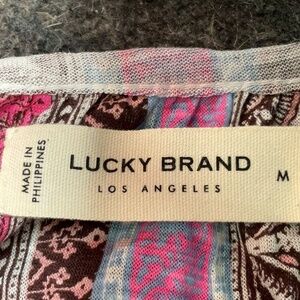 MADE IN
PHILIPPINES
LUCKY BRAND
LOS ANGELES
M